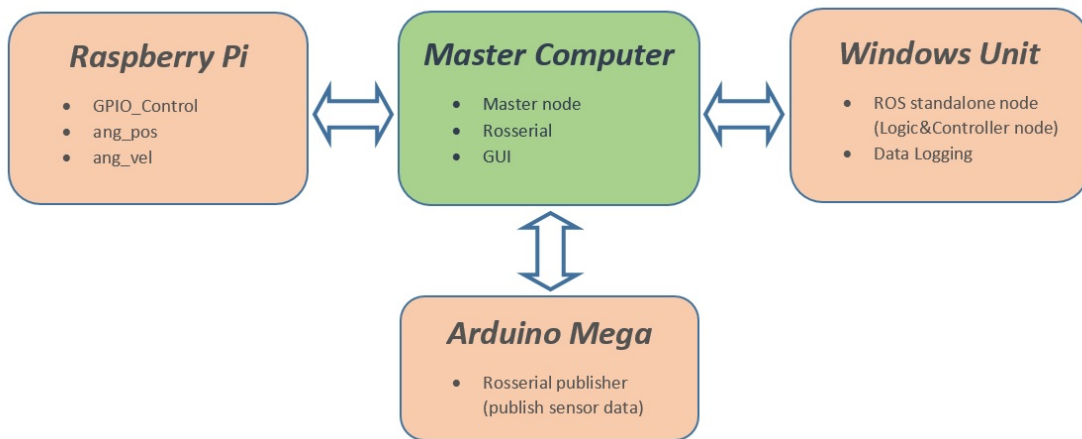 Raspberry Pi
• GPIO_Control
• ang_pos
• ang_vel
Master Computer
• Master node
• Rosserial
• GUI
Windows Unit
• ROS standalone node
(Logic&Controller node)
• Data Logging
Arduino Mega
• Rosserial publisher
(publish sensor data)